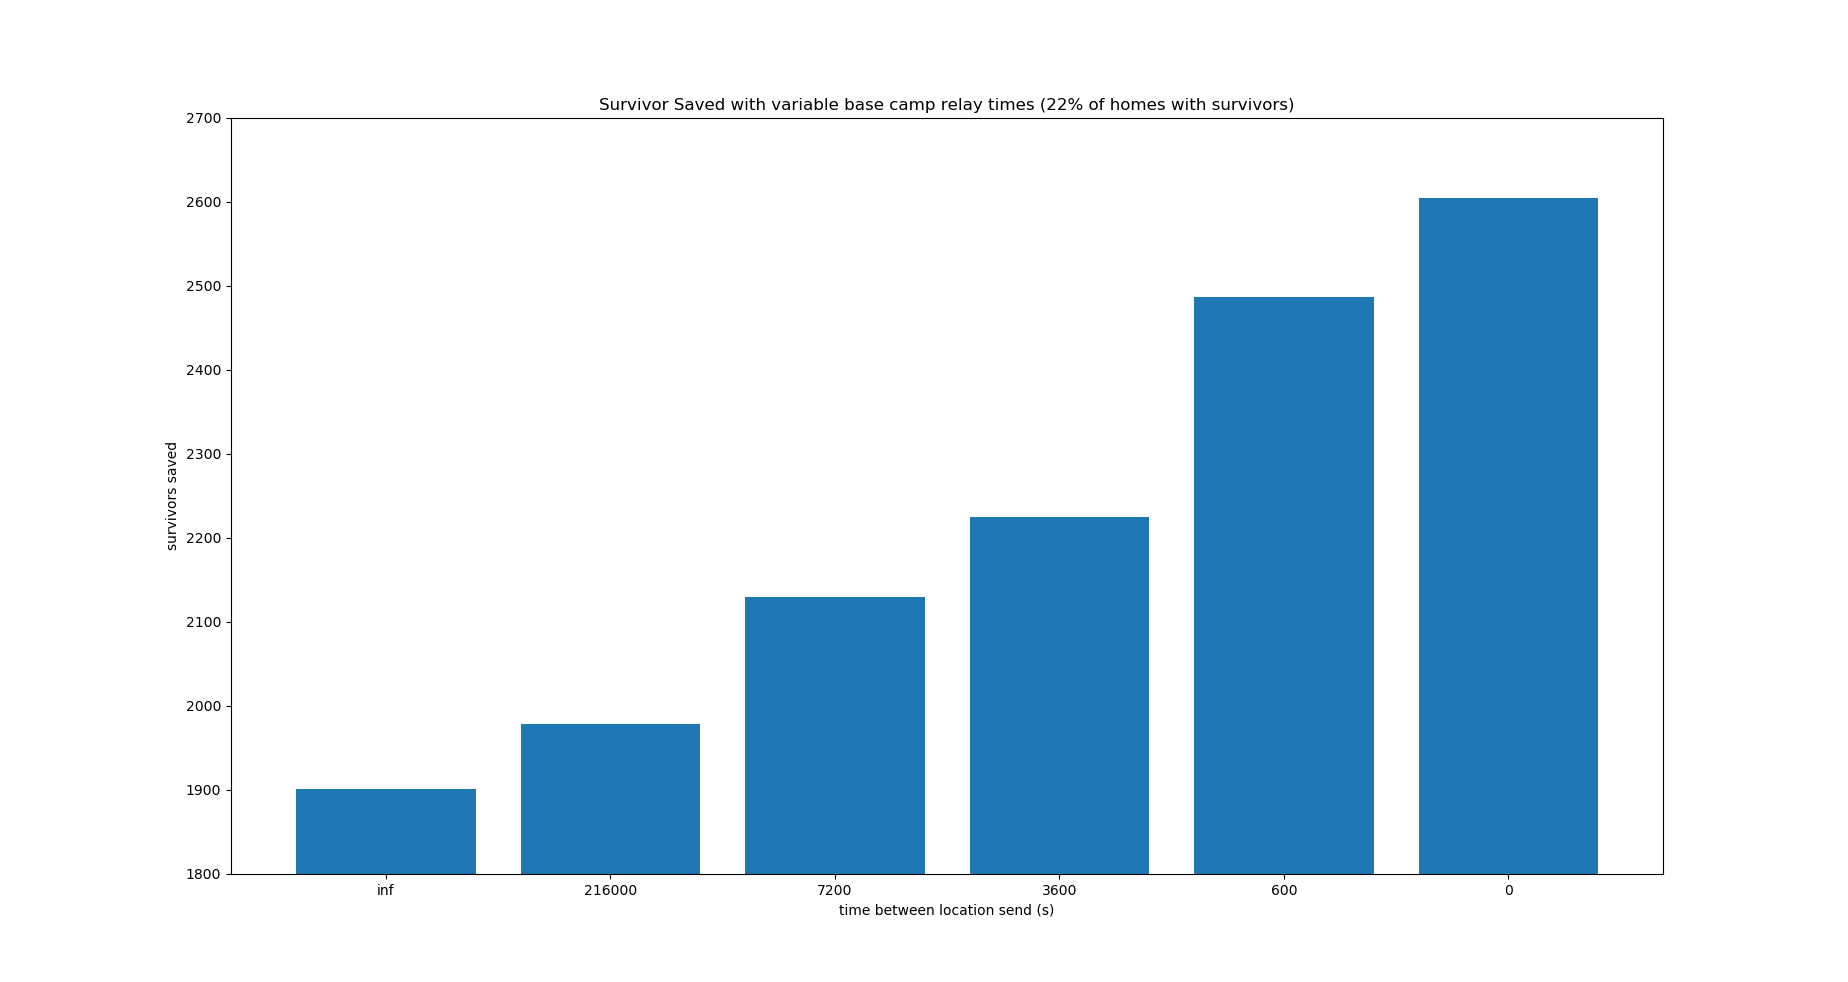 Survivor Saved with variable base camp relay times (22% of homes with survivors)
2700
2600
2500
2400
2300
2200
2100
2000
1900
1800
survivors saved
inf 216000 7200 3600 600 0
time between location send (s)